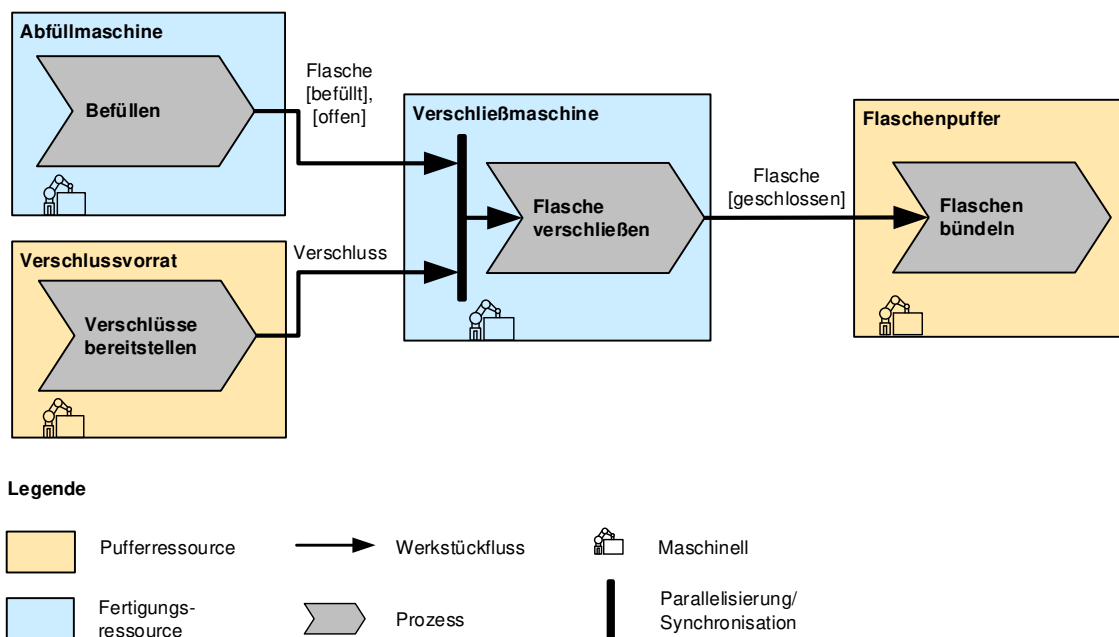 Abfüllmaschine
Befüllen
Flasche
[befüllt],
[offen]
Verschlussvorrat
Verschlüsse
bereitstellen
Verschluss
Verschließmaschine
Flasche
verschließen
Flasche
[geschlossen]
Flaschenpuffer
Flaschen
bündeln
Legende
Pufferressource
Werkstückfluss
Maschinell
Fertigungs-
ressource
Prozess
Parallelisierung/
Synchronisation